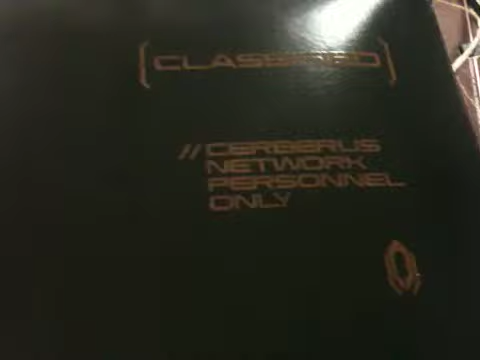 [CLASSIFIED]
//CERBERUS
NETWORK
PERSONNEL
ONLY